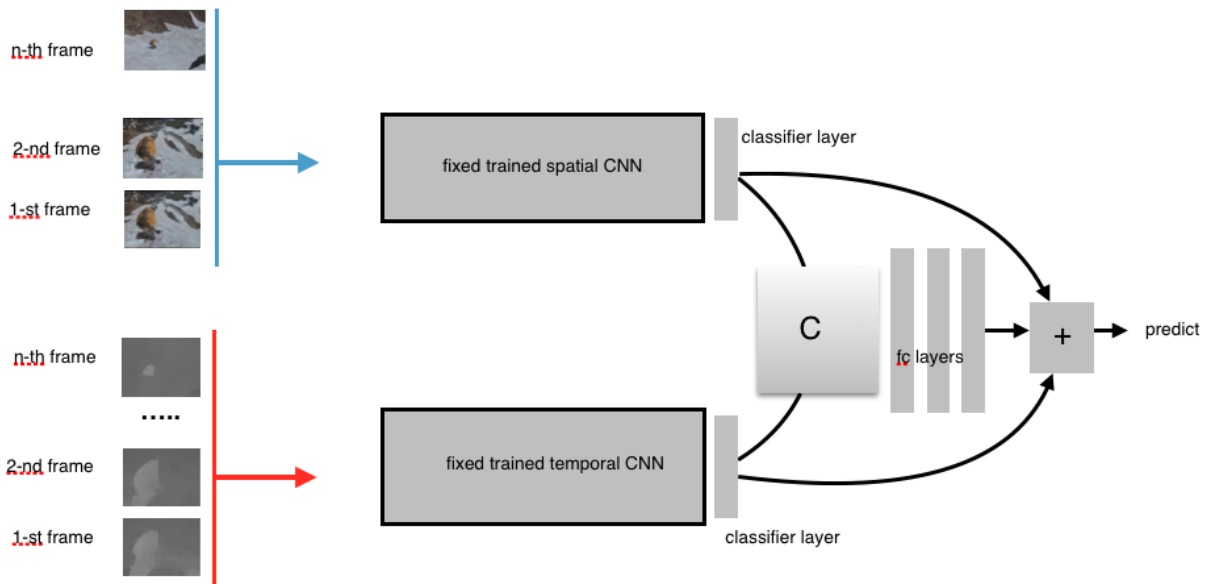 n-th frame
2-nd frame
1-st frame
fixed trained spatial CNN
classifier layer
C
fc layers
+
predict
n-th frame
.....
2-nd frame
1-st frame
fixed trained temporal CNN
classifier layer